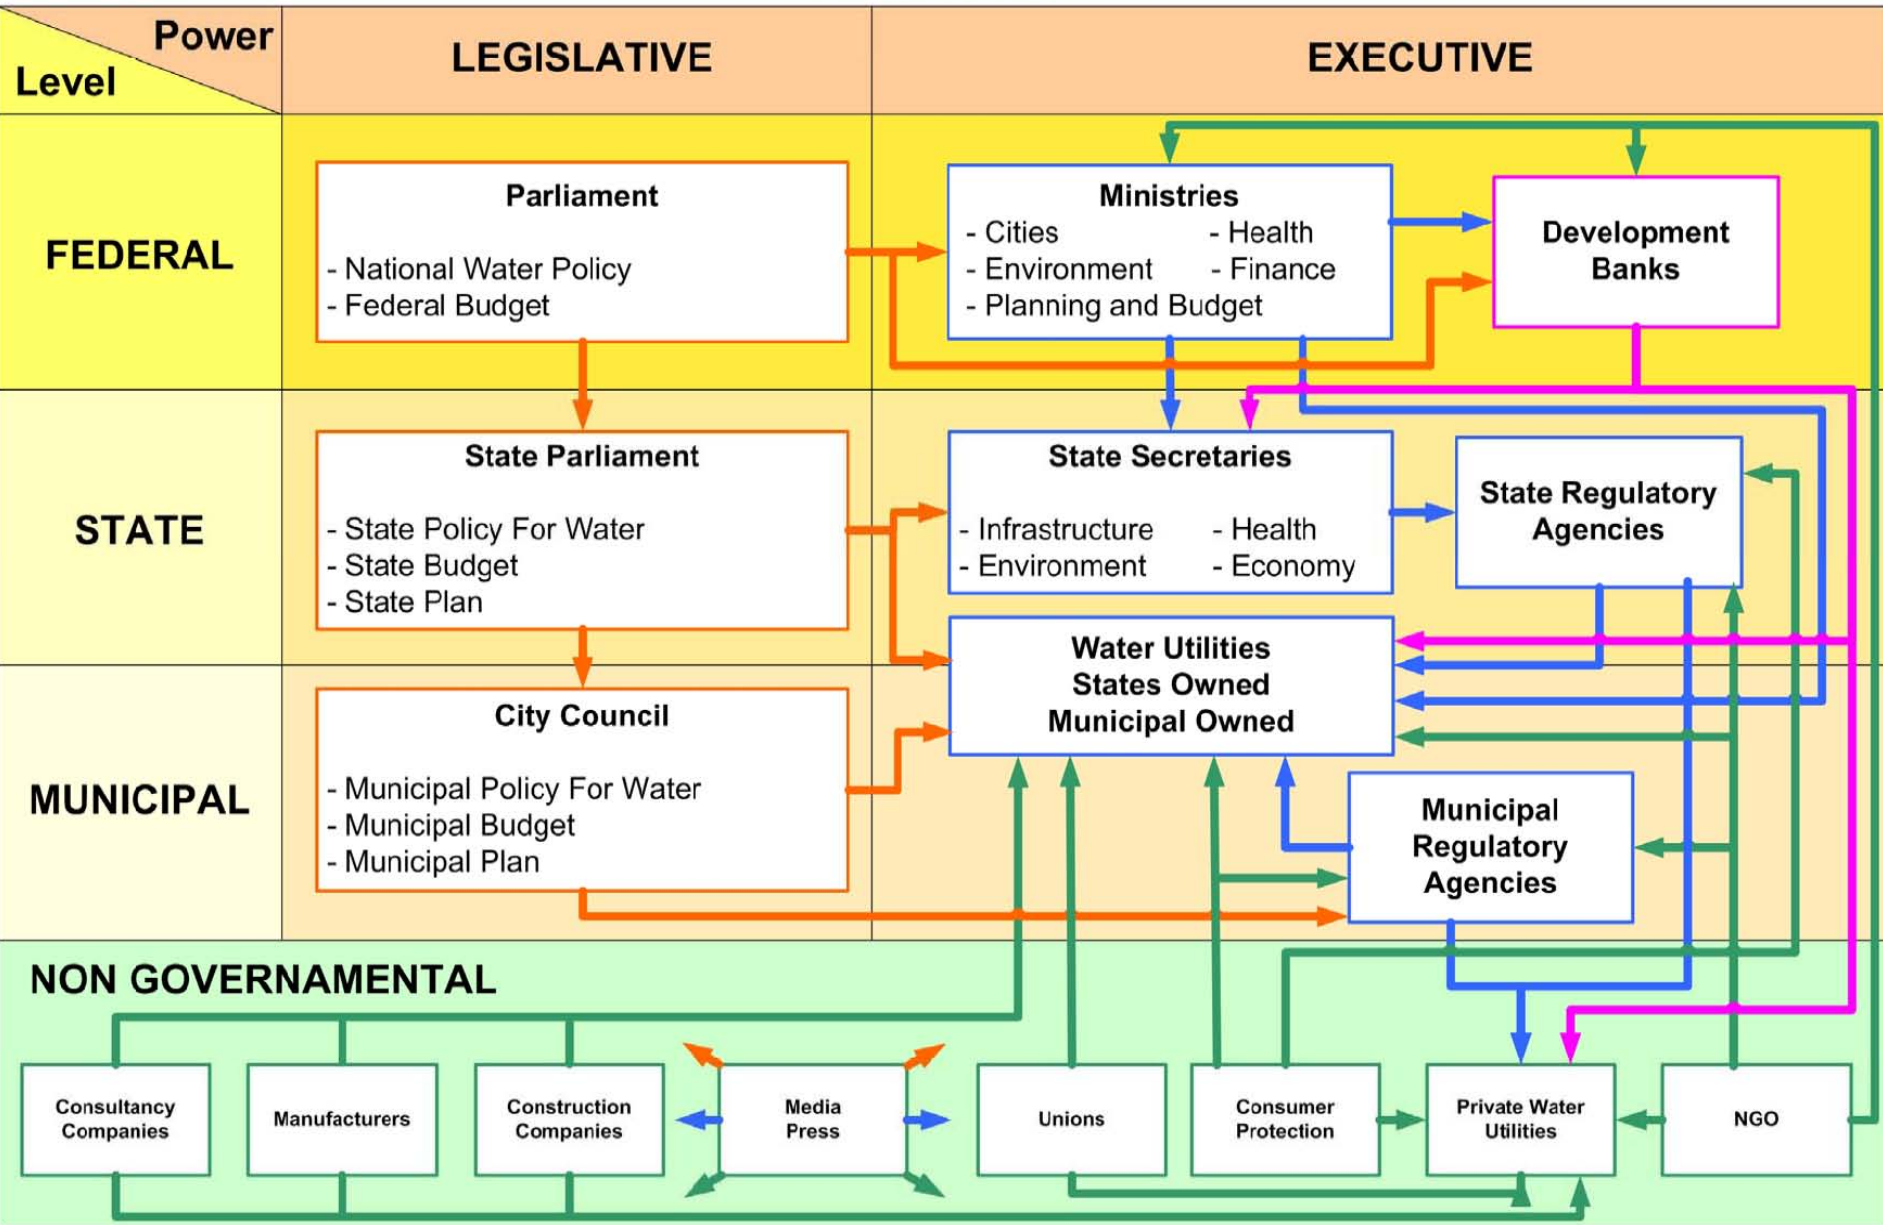 Power
Level
LEGISLATIVE
EXECUTIVE
FEDERAL
Parliament
- National Water Policy
- Federal Budget
Ministries
- Cities
- Health
- Environment
- Finance
- Planning and Budget
Development
Banks
STATE
State Parliament
- State Policy For Water
- State Budget
- State Plan
State Secretaries
- Infrastructure
- Health
- Environment
- Economy
State Regulatory
Agencies
Water Utilities
States Owned
Municipal Owned
MUNICIPAL
City Council
- Municipal Policy For Water
- Municipal Budget
- Municipal Plan
Municipal
Regulatory
Agencies
NON GOVERNAMENTAL
Consultancy
Companies
Manufacturers
Construction
Companies
Media
Press
Unions
Consumer
Protection
Private Water
Utilities
NGO